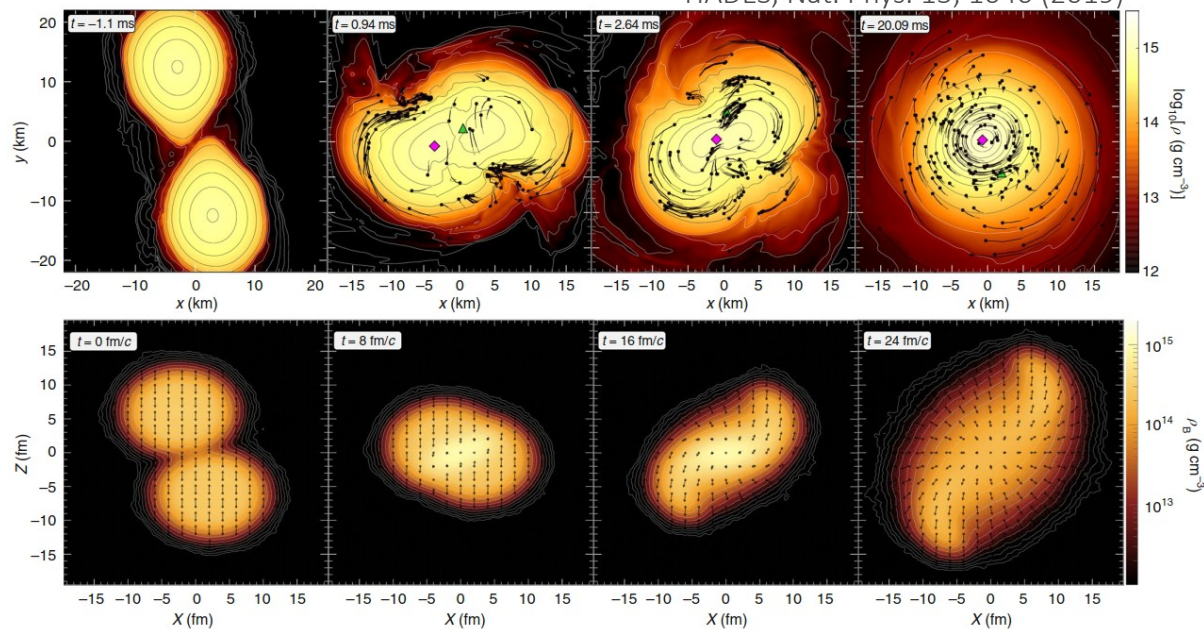 HADES, Nat. Phys. 15, 1040 (2019)
t = −1.1 ms
t = 0.94 ms
t = 2.64 ms
t = 20.09 ms
20
10
0
−10
−20
y (km)
−20 −10 0 10 20
−15 −10 −5 0 5 10 15
−15 −10 −5 0 5 10 15
−15 −10 −5 0 5 10 15
x (km)
x (km)
x (km)
x (km)
15
14
13
12
log₁₀[ρ (g cm⁻³)]
t = 0 fm/c
t = 8 fm/c
t = 16 fm/c
t = 24 fm/c
15
10
5
0
−5
−10
−15
Z (fm)
−15 −10 −5 0 5 10 15
−15 −10 −5 0 5 10 15
−15 −10 −5 0 5 10 15
−15 −10 −5 0 5 10 15
X (fm)
X (fm)
X (fm)
X (fm)
10¹⁵
10¹⁴
10¹³
ρB (g cm⁻³)